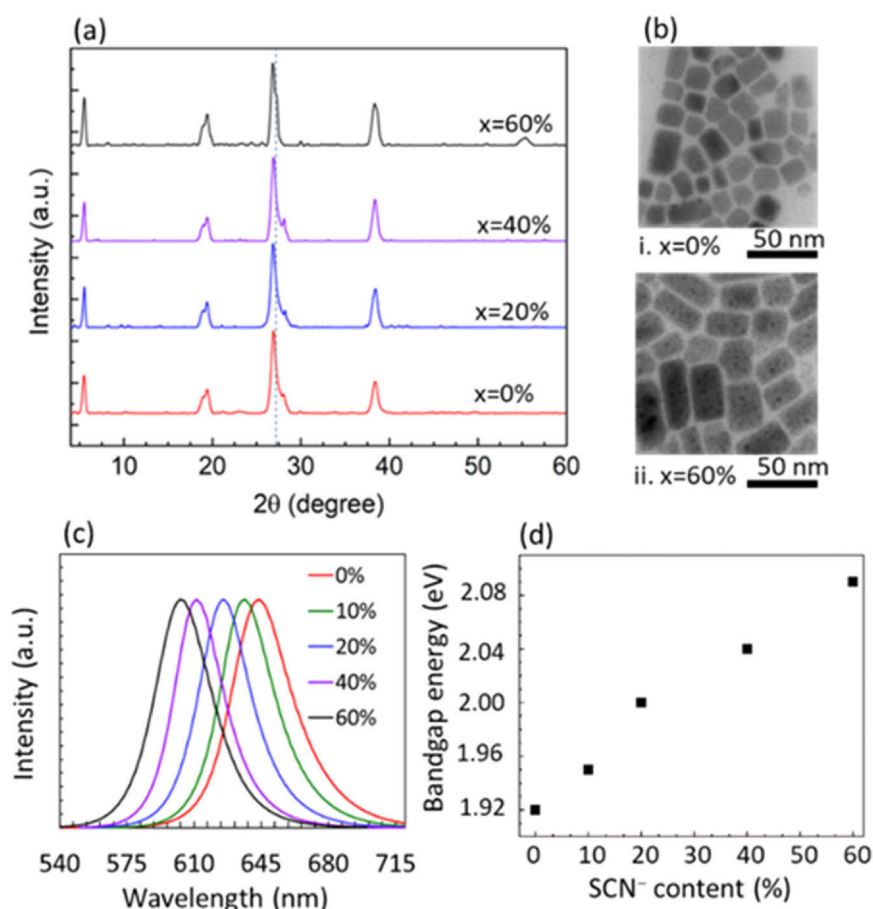 (a)
Intensity (a.u.)
x=60%
x=40%
x=20%
x=0%
10 20 30 40 50 60
2θ (degree)
(b)
i. x=0% 50 nm
ii. x=60% 50 nm
(c)
Intensity (a.u.)
0%
10%
20%
40%
60%
540 575 610 645 680 715
Wavelength (nm)
(d)
Bandgap energy (eV)
2.08
2.04
2.00
1.96
1.92
0 10 20 30 40 50 60
SCN⁻ content (%)